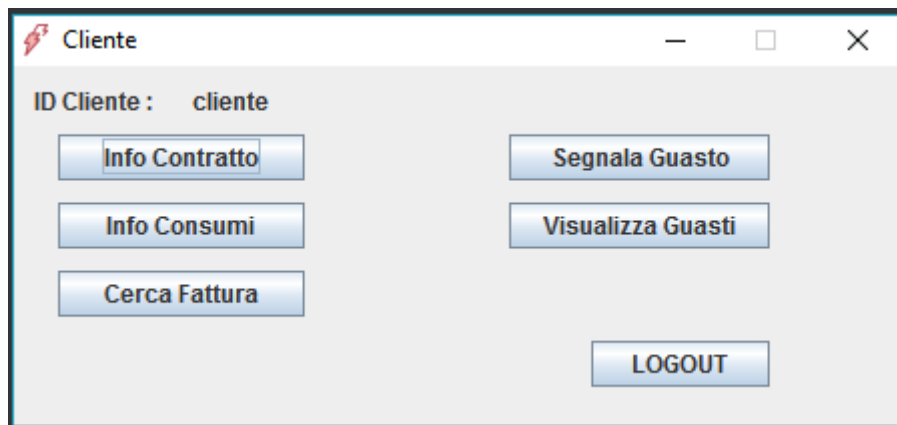 Cliente
ID Cliente : cliente
Info Contratto Segnala Guasto
Info Consumi Visualizza Guasti
Cerca Fattura
LOGOUT